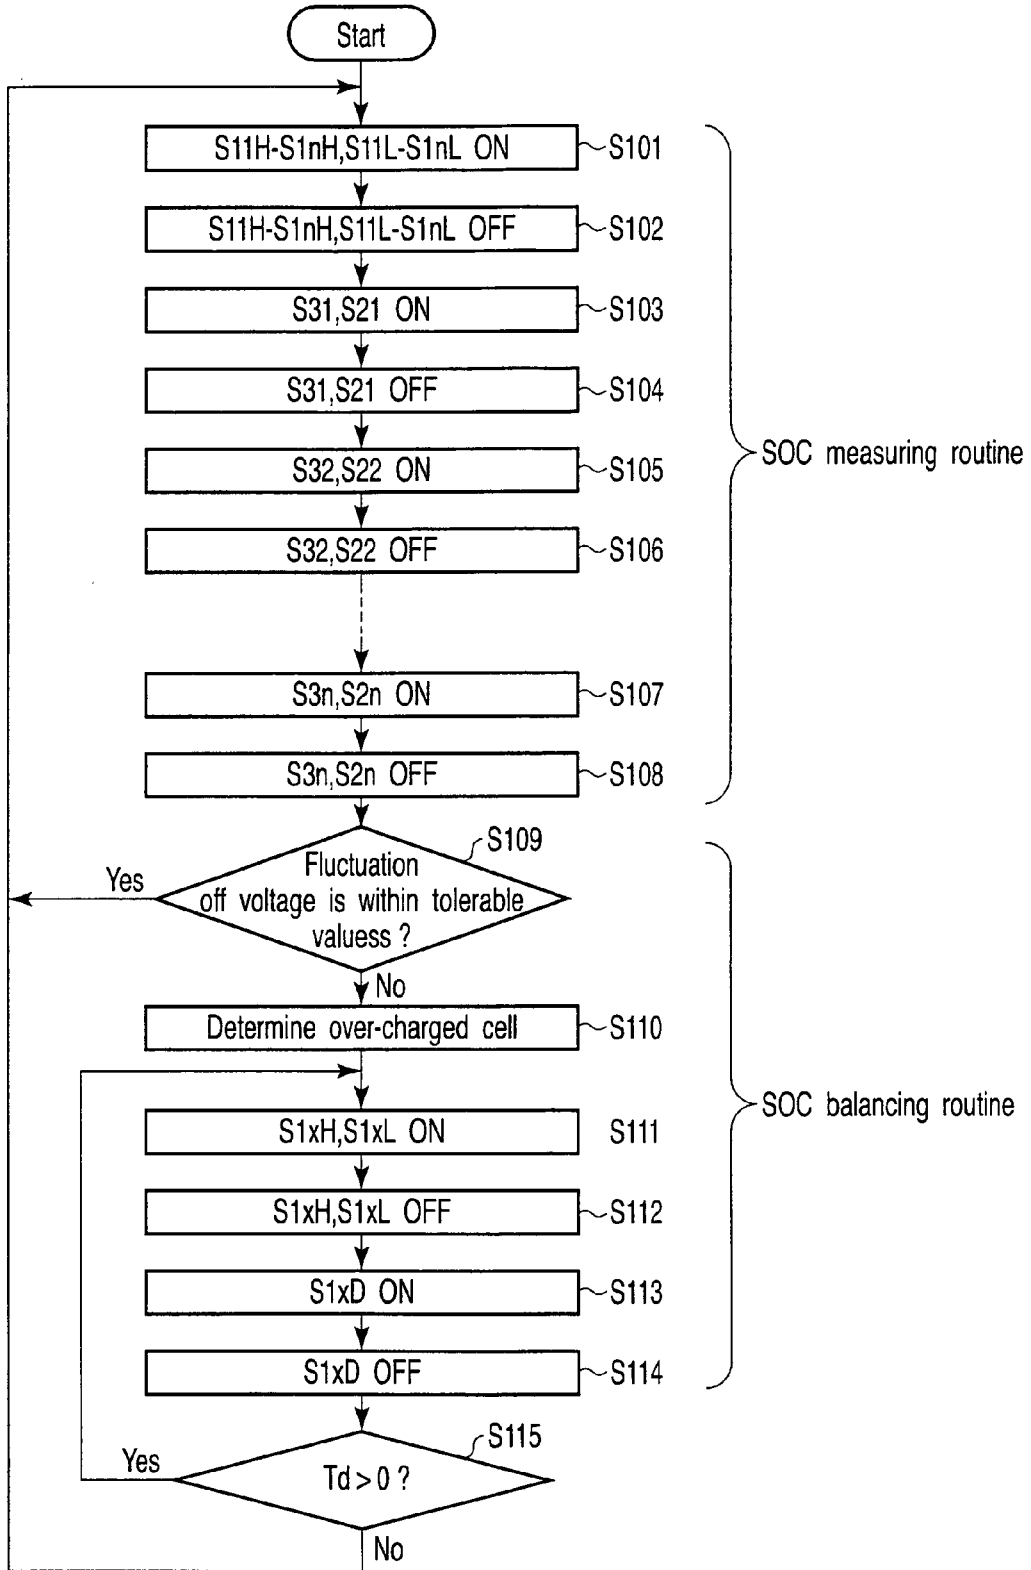 Start
S11H-S1nH,S11L-S1nL ON
S101
S11H-S1nH,S11L-S1nL OFF
S102
S31,S21 ON
S103
S31,S21 OFF
S104
SOC measuring routine
S32,S22 ON
S105
S32,S22 OFF
S106
S3n,S2n ON
S107
S3n,S2n OFF
S108
S109
Yes
Fluctuation
off voltage is within tolerable
valuess ?
No
Determine over-charged cell
S110
SOC balancing routine
S1xH,S1xL ON
S111
S1xH,S1xL OFF
S112
S1xD ON
S113
S1xD OFF
S114
S115
Yes
Td > 0 ?
No